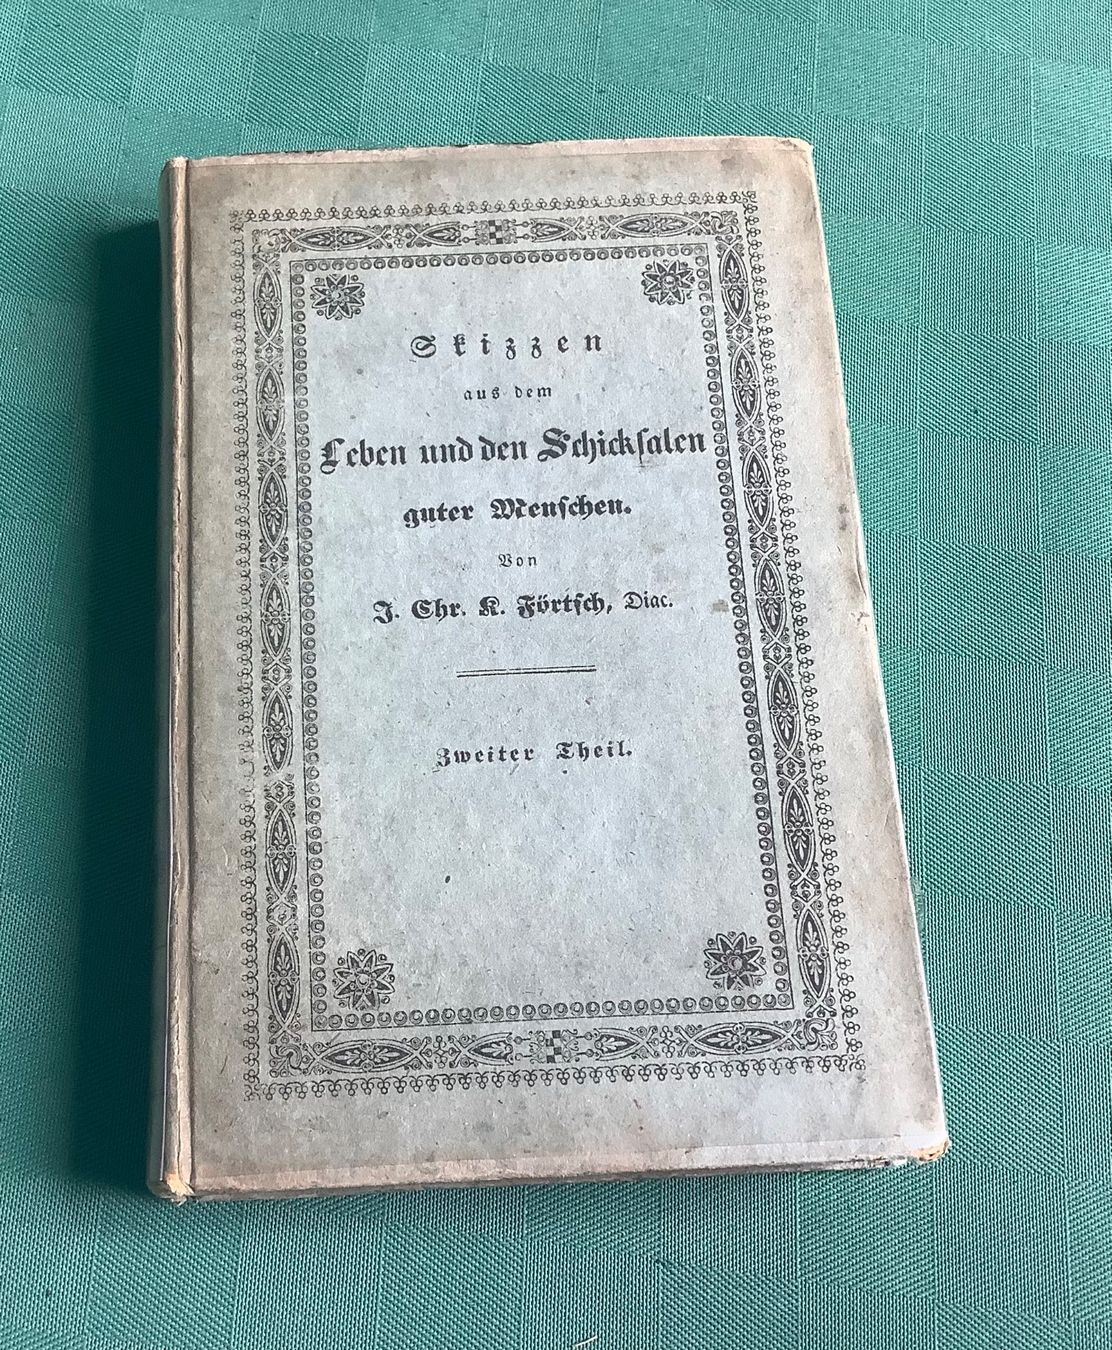 Skizzen
aus dem
Leben und den Schickſalen
guter Menſchen.
Von
J. Chr. K. Förtſch, Diac.
Zweiter Theil.